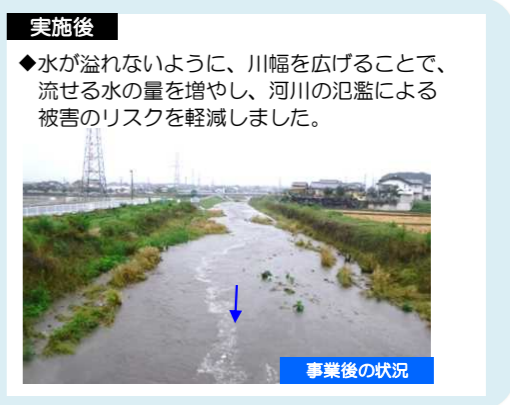 実施後
◆水が溢れないように、川幅を広げることで、
流せる水の量を増やし、河川の氾濫による
被害のリスクを軽減しました。
事業後の状況